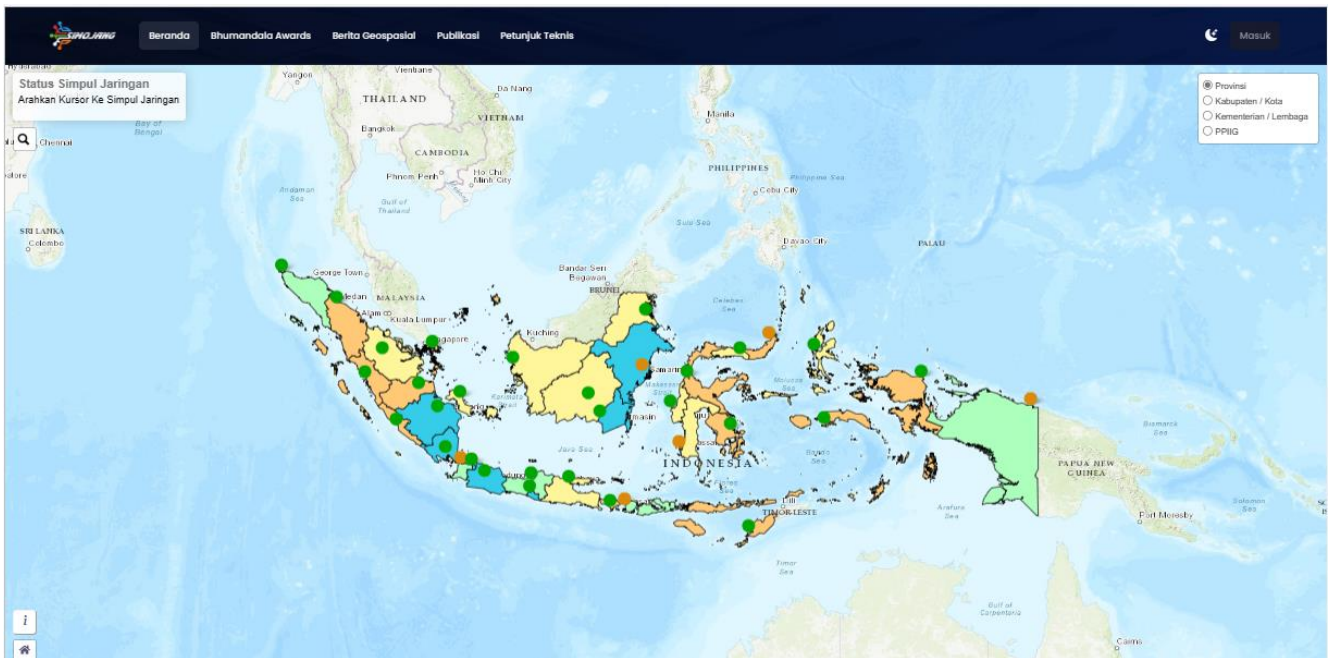 SIMOJANG
Beranda
Bhumandala Awards
Berita Geospasial
Publikasi
Petunjuk Teknis
Masuk
Status Simpul Jaringan
Arahkan Kursor Ke Simpul Jaringan
Provinsi
Kabupaten / Kota
Kementerian / Lembaga
PPIIG
Yangon
Vientiane
Da Nang
THAILAND
VIETNAM
Manila
Bay of
Bengal
Chennai
Bangkok
CAMBODIA
Phnom Penh
Ho Chi
Minh City
PHILIPPINES
Philippine Sea
Cebu City
Andaman
Sea
Gulf of
Thailand
Sulu Sea
SRI LANKA
Colombo
Davao City
PALAU
George Town
Bandar Seri
Begawan
BRUNEI
Medan
MALAYSIA
Celebes
Sea
Kuala Lumpur
Kuching
Java Sea
Banda
Sea
Bismarck
Sea
INDONESIA
PAPUA NEW
GUINEA
TIMOR-LESTE
Arafura
Sea
Port Moresby
Solomon
Sea
Timor
Sea
Gulf of
Carpentaria
Cairns
i